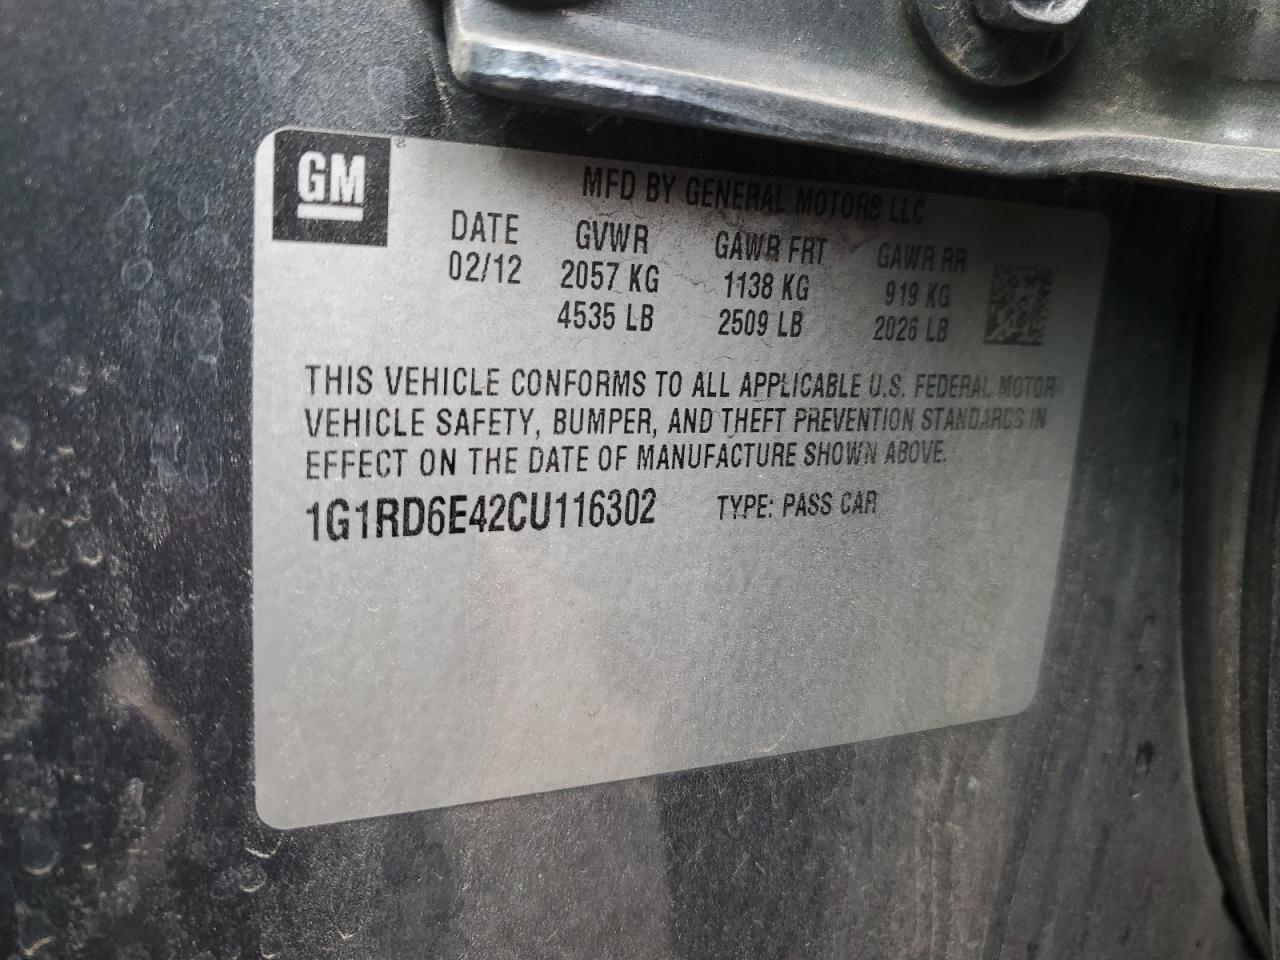 GM
MFD BY GENERAL MOTORS LLC
DATE GVWR GAWR FRT GAWR RR
02/12 2057 KG 1138 KG 919 KG
4535 LB 2509 LB 2026 LB
THIS VEHICLE CONFORMS TO ALL APPLICABLE U.S. FEDERAL MOTOR
VEHICLE SAFETY, BUMPER, AND THEFT PREVENTION STANDARDS IN
EFFECT ON THE DATE OF MANUFACTURE SHOWN ABOVE.
1G1RD6E42CU116302 TYPE: PASS CAR